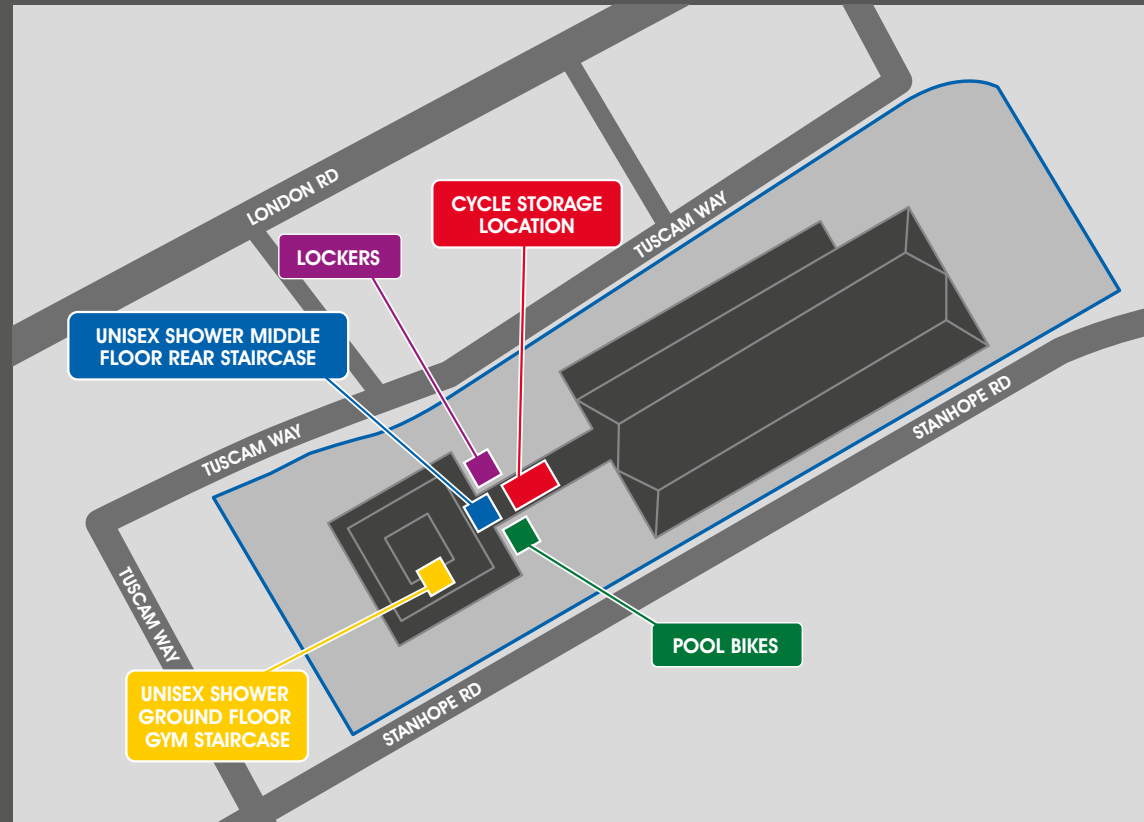 LONDON RD
CYCLE STORAGE
LOCATION
TUSCAM WAY
LOCKERS
UNISEX SHOWER MIDDLE
FLOOR REAR STAIRCASE
STANHOPE RD
TUSCAM WAY
TUSCAM WAY
POOL BIKES
UNISEX SHOWER
GROUND FLOOR
GYM STAIRCASE
STANHOPE RD